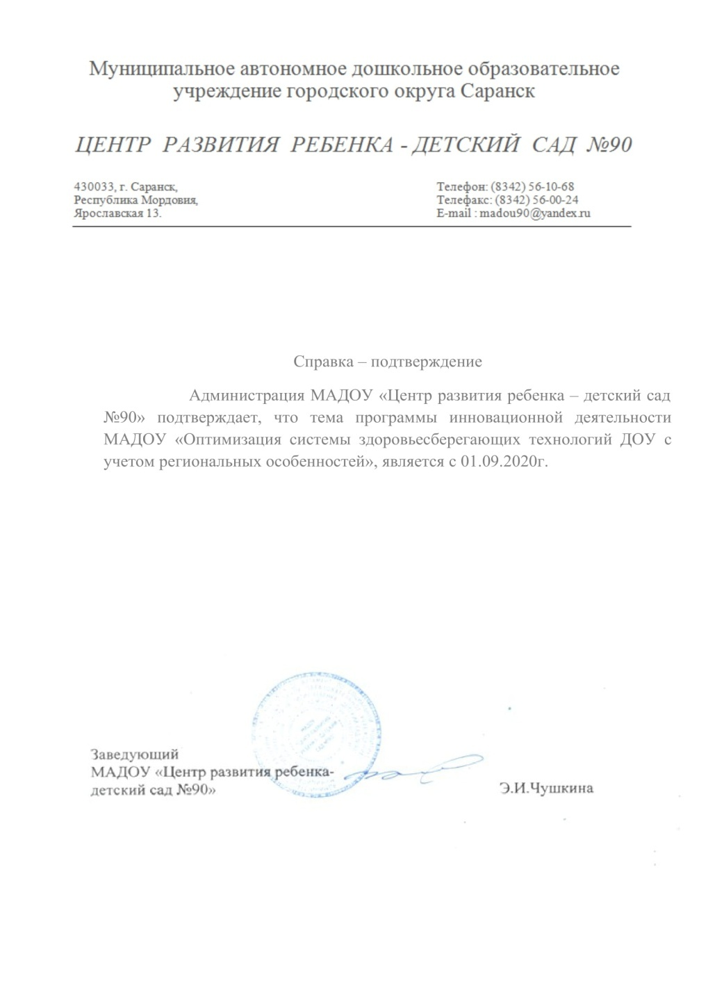 Муниципальное автономное дошкольное образовательное
учреждение городского округа Саранск
ЦЕНТР РАЗВИТИЯ РЕБЕНКА - ДЕТСКИЙ САД №90
430033, г. Саранск,
Республика Мордовия,
Ярославская 13.
Телефон: (8342) 56-10-68
Телефакс: (8342) 56-00-24
E-mail : madou90@yandex.ru
Справка – подтверждение
Администрация МАДОУ «Центр развития ребенка – детский сад
№90» подтверждает, что тема программы инновационной деятельности
МАДОУ «Оптимизация системы здоровьесберегающих технологий ДОУ с
учетом региональных особенностей», является с 01.09.2020г.
Заведующий
МАДОУ «Центр развития ребенка-
детский сад №90»
Э.И.Чушкина